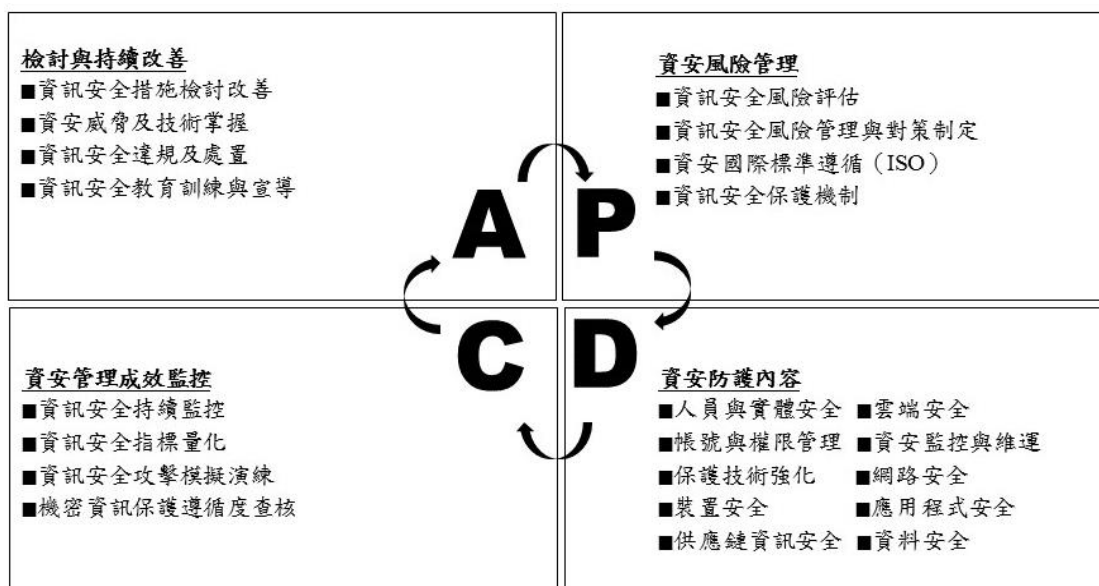 檢討與持續改善
■資訊安全措施檢討改善
■資安威脅及技術掌握
■資訊安全違規及處置
■資訊安全教育訓練與宣導
資安風險管理
■資訊安全風險評估
■資訊安全風險管理與對策制定
■資安國際標準遵循（ISO）
■資訊安全保護機制
A P
C D
資安管理成效監控
■資訊安全持續監控
■資訊安全指標量化
■資訊安全攻擊模擬演練
■機密資訊保護遵循度查核
資安防護內容
■人員與實體安全 ■雲端安全
■帳號與權限管理 ■資安監控與維運
■保護技術強化 ■網路安全
■裝置安全 ■應用程式安全
■供應鏈資訊安全 ■資料安全